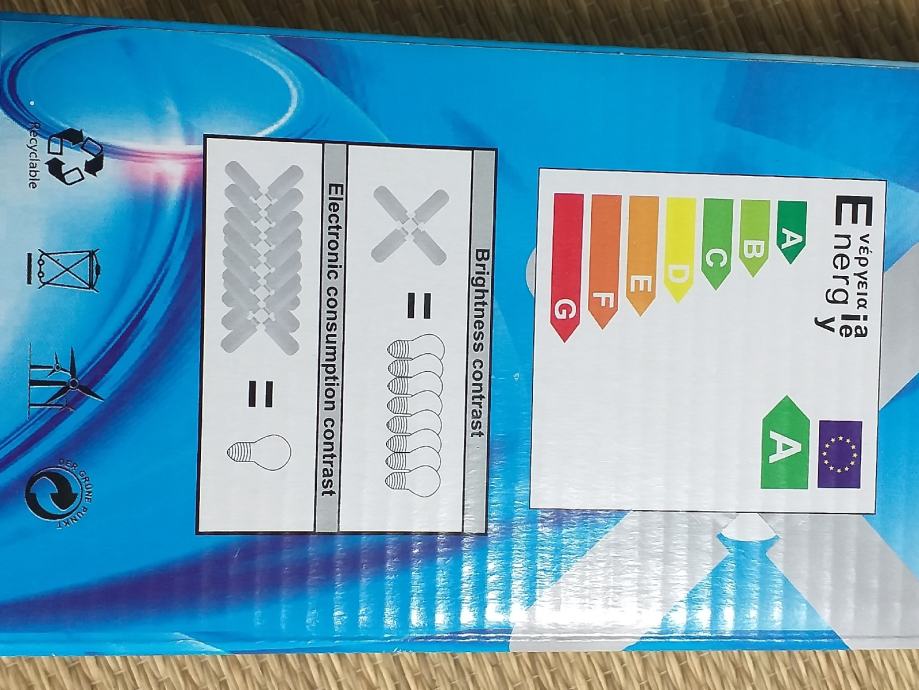 Ενέργεια
Energ ie ia y
A
B
C
D
E
F
G
A
Brightness contrast
=
Electronic consumption contrast
=
Recyclable
DER GRÜNE PUNKT